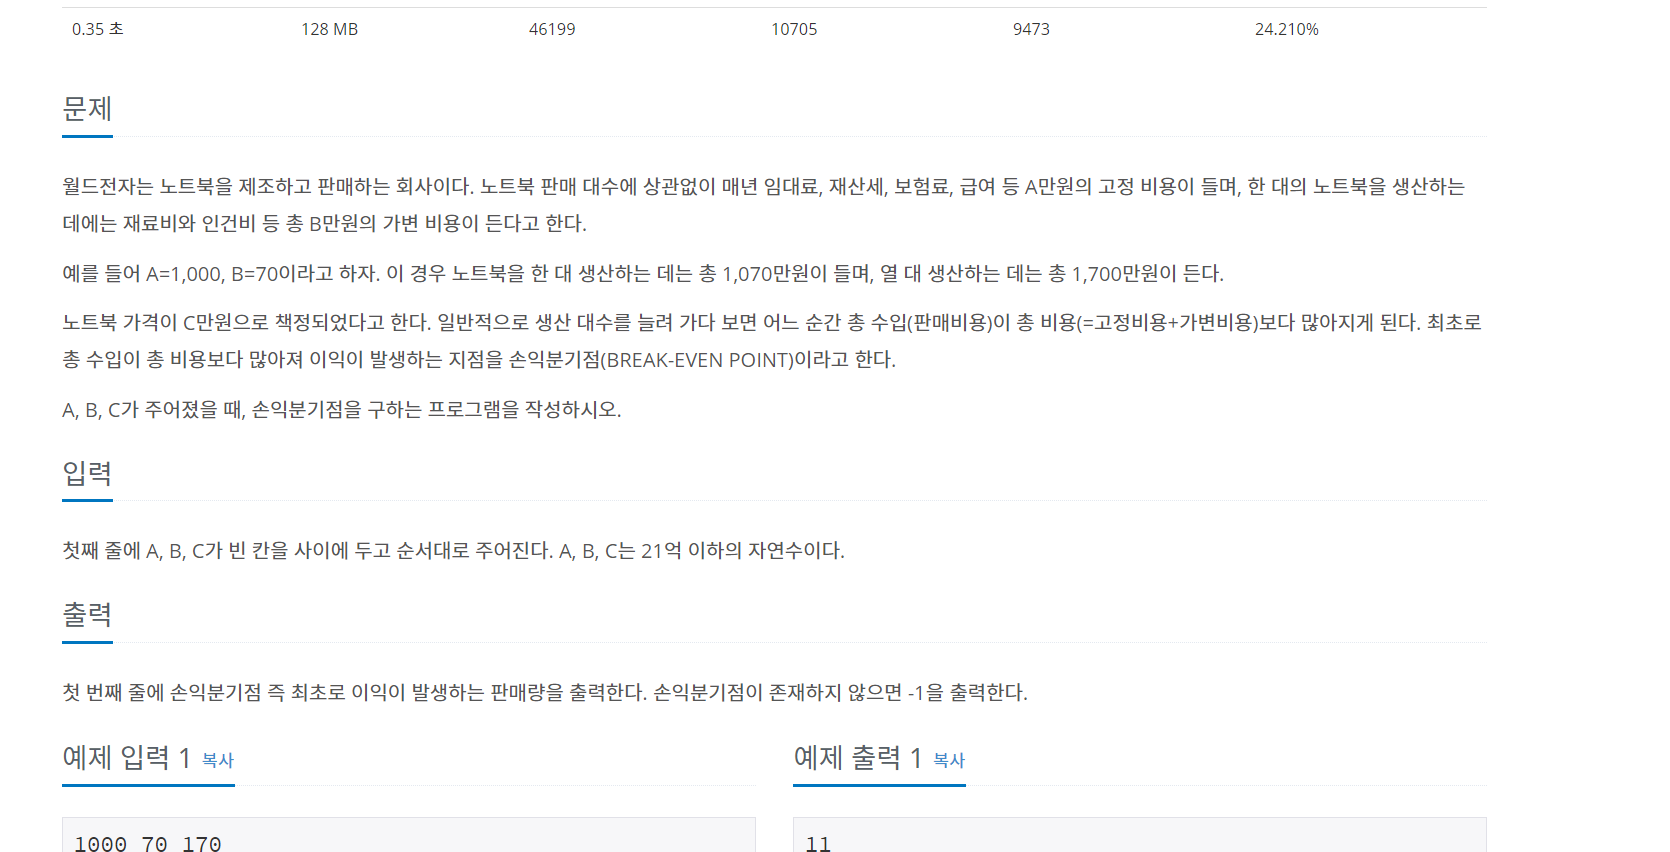 0.35 초 128 MB 46199 10705 9473 24.210%
문제
월드전자는 노트북을 제조하고 판매하는 회사이다. 노트북 판매 대수에 상관없이 매년 임대료, 재산세, 보험료, 급여 등 A만원의 고정 비용이 들며, 한 대의 노트북을 생산하는
데에는 재료비와 인건비 등 총 B만원의 가변 비용이 든다고 한다.
예를 들어 A=1,000, B=70이라고 하자. 이 경우 노트북을 한 대 생산하는 데는 총 1,070만원이 들며, 열 대 생산하는 데는 총 1,700만원이 든다.
노트북 가격이 C만원으로 책정되었다고 한다. 일반적으로 생산 대수를 늘려 가다 보면 어느 순간 총 수입(판매비용)이 총 비용(=고정비용+가변비용)보다 많아지게 된다. 최초로
총 수입이 총 비용보다 많아져 이익이 발생하는 지점을 손익분기점(BREAK-EVEN POINT)이라고 한다.
A, B, C가 주어졌을 때, 손익분기점을 구하는 프로그램을 작성하시오.
입력
첫째 줄에 A, B, C가 빈 칸을 사이에 두고 순서대로 주어진다. A, B, C는 21억 이하의 자연수이다.
출력
첫 번째 줄에 손익분기점 즉 최초로 이익이 발생하는 판매량을 출력한다. 손익분기점이 존재하지 않으면 -1을 출력한다.
예제 입력 1 복사
1000 70 170
예제 출력 1 복사
11